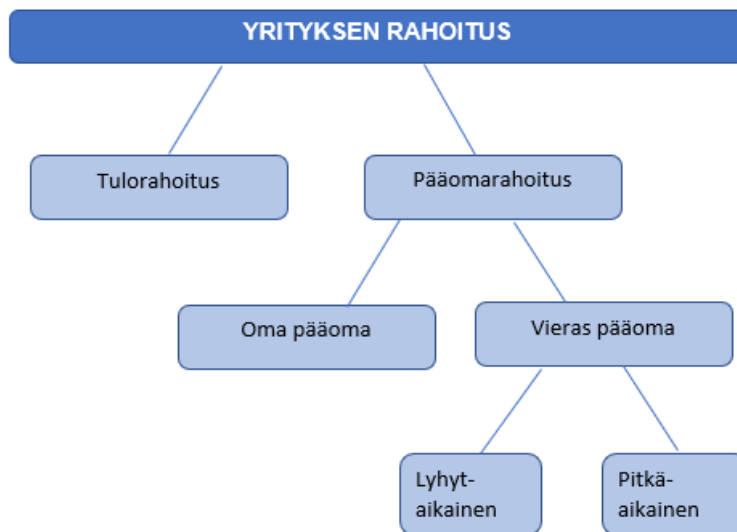 YRITYKSEN RAHOITUS
Tulorahoitus
Pääomarahoitus
Oma pääoma
Vieras pääoma
Lyhyt-
aikainen
Pitkä-
aikainen